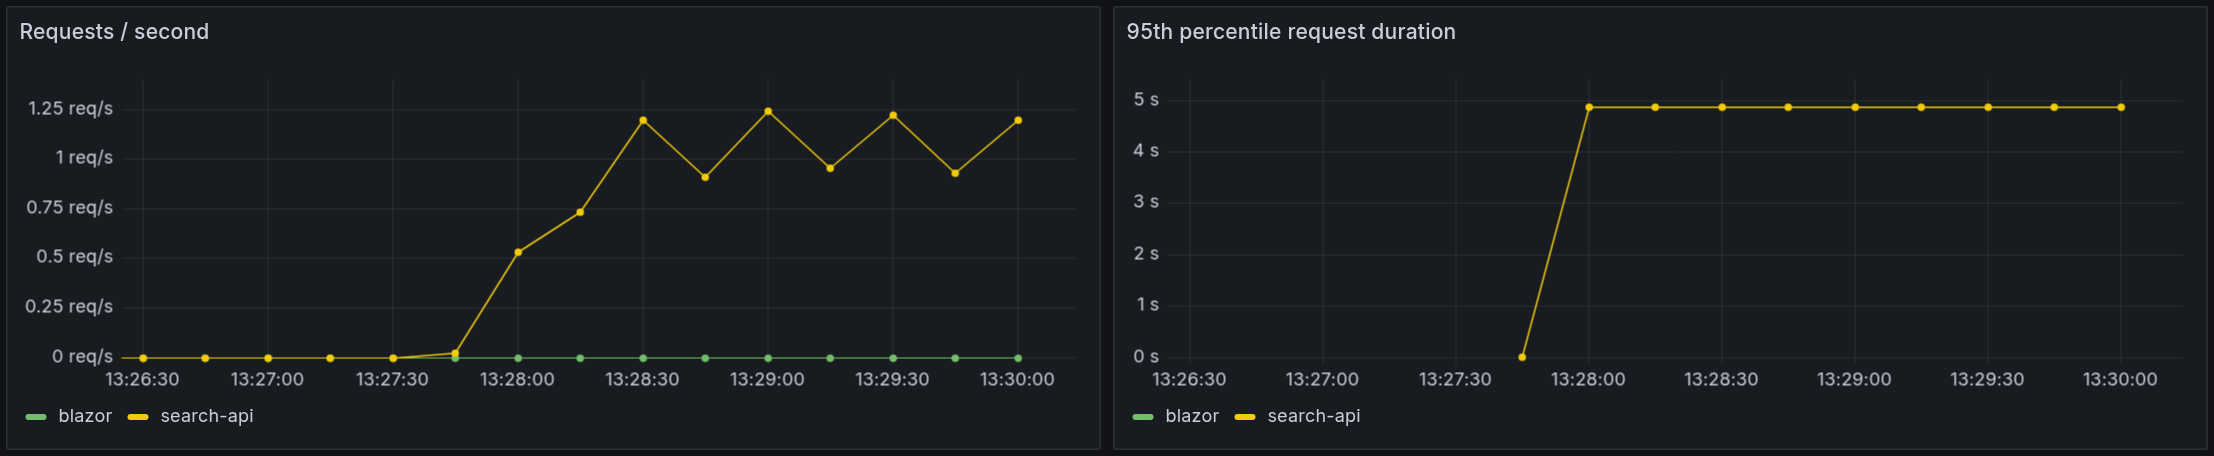 Requests / second
1.25 req/s
1 req/s
0.75 req/s
0.5 req/s
0.25 req/s
0 req/s
13:26:30 13:27:00 13:27:30 13:28:00 13:28:30 13:29:00 13:29:30 13:30:00
blazor search-api
95th percentile request duration
5 s
4 s
3 s
2 s
1 s
0 s
13:26:30 13:27:00 13:27:30 13:28:00 13:28:30 13:29:00 13:29:30 13:30:00
blazor search-api